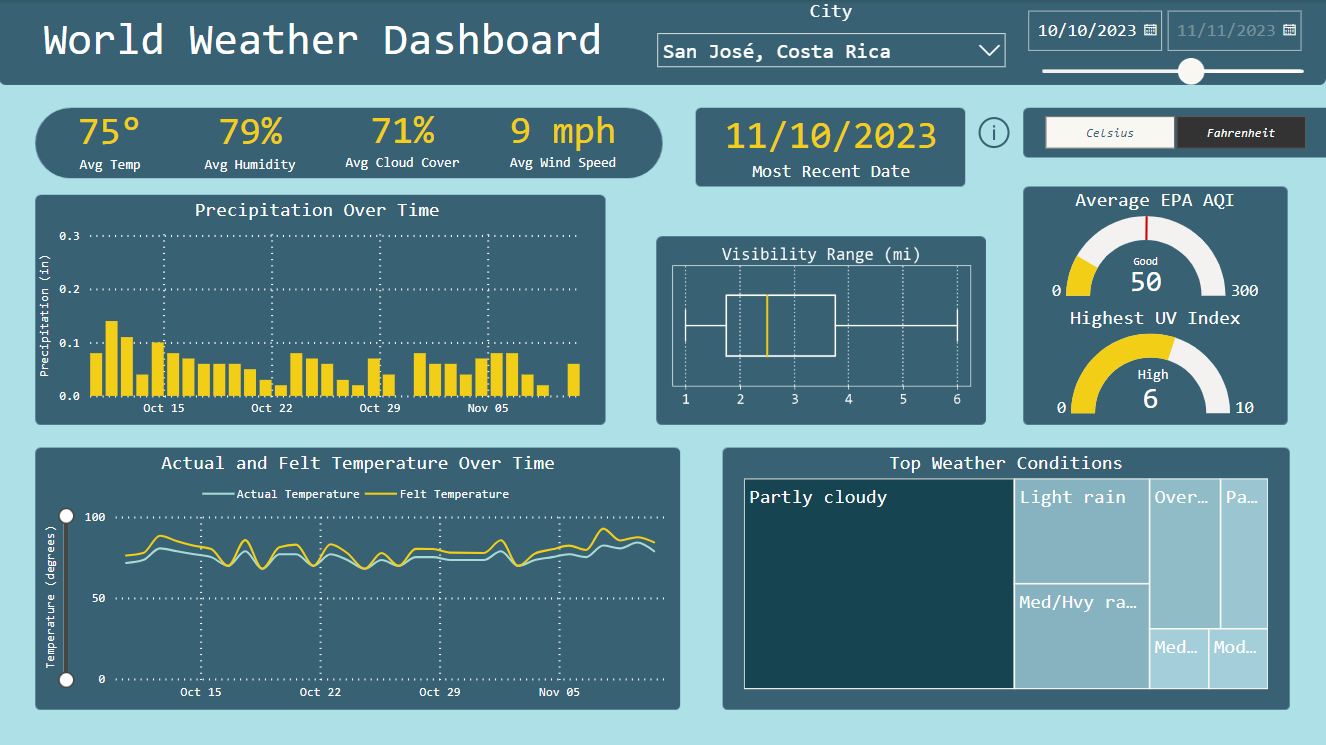 World Weather Dashboard
City
San José, Costa Rica
10/10/2023
11/11/2023
75°
Avg Temp
79%
Avg Humidity
71%
Avg Cloud Cover
9 mph
Avg Wind Speed
11/10/2023
Most Recent Date
i
Celsius
Fahrenheit
Precipitation Over Time
Precipitation (in)
0.3
0.2
0.1
0.0
Oct 15
Oct 22
Oct 29
Nov 05
Visibility Range (mi)
1
2
3
4
5
6
Average EPA AQI
Good
50
0
300
Highest UV Index
High
6
0
10
Actual and Felt Temperature Over Time
Actual Temperature
Felt Temperature
Temperature (degrees)
100
50
0
Oct 15
Oct 22
Oct 29
Nov 05
Top Weather Conditions
Partly cloudy
Light rain
Med/Hvy ra…
Over…
Pa…
Med…
Mod…